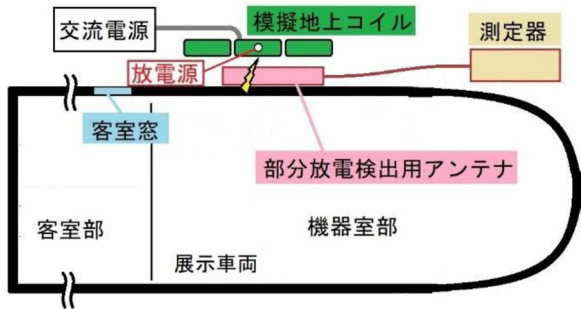 交流電源
模擬地上コイル
測定器
放電源
客室窓
部分放電検出用アンテナ
客室部
機器室部
展示車両